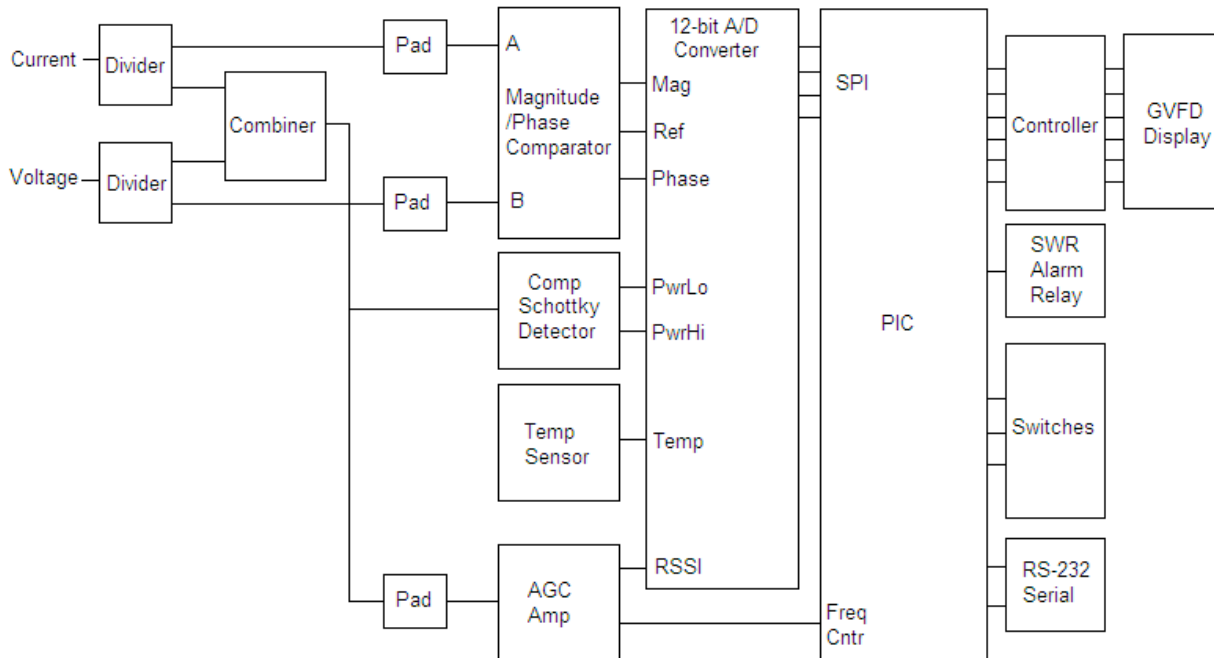 Current
Divider
Pad
A
Magnitude
/Phase
Comparator
B
12-bit A/D
Converter
Mag
Ref
Phase
SPI
PIC
Controller
GVFD
Display
Combiner
Voltage
Divider
Pad
Comp
Schottky
Detector
PwrLo
PwrHi
SWR
Alarm
Relay
Temp
Sensor
Temp
Switches
Pad
AGC
Amp
RSSI
Freq
Cntr
RS-232
Serial